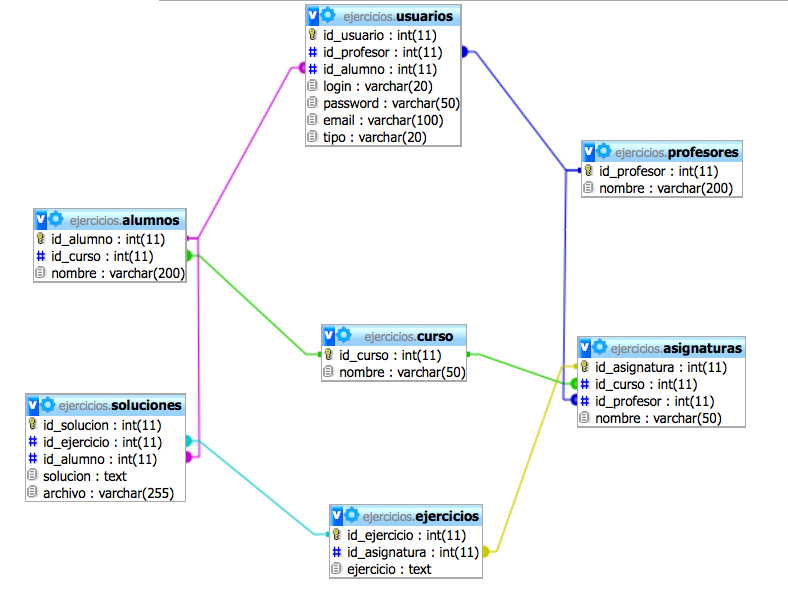 v ejercicios.usuarios
id_usuario : int(11)
# id_profesor : int(11)
# id_alumno : int(11)
login : varchar(20)
password : varchar(50)
email : varchar(100)
tipo : varchar(20)
v ejercicios.profesores
id_profesor : int(11)
nombre : varchar(200)
v ejercicios.alumnos
id_alumno : int(11)
# id_curso : int(11)
nombre : varchar(200)
v ejercicios.curso
id_curso : int(11)
nombre : varchar(50)
v ejercicios.asignaturas
id_asignatura : int(11)
# id_curso : int(11)
# id_profesor : int(11)
nombre : varchar(50)
v ejercicios.soluciones
id_solucion : int(11)
# id_ejercicio : int(11)
# id_alumno : int(11)
solucion : text
archivo : varchar(255)
v ejercicios.ejercicios
id_ejercicio : int(11)
# id_asignatura : int(11)
ejercicio : text